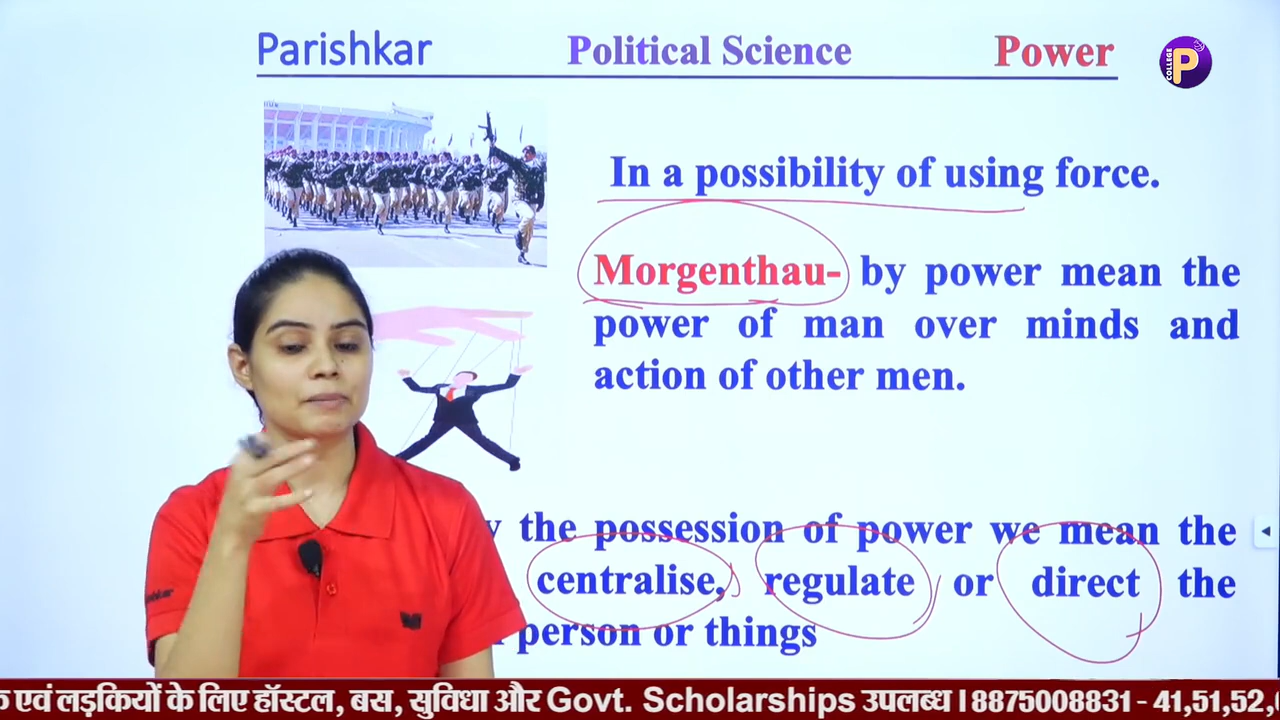 Parishkar Political Science Power
COLLEGE P
In a possibility of using force.
Morgenthau- by power mean the
power of man over minds and
action of other men.
the possession of power we mean the
centralise, regulate or direct the
person or things
एवं लड़कियों के लिए हॉस्टल, बस, सुविधा और Govt. Scholarships उपलब्ध । 8875008831 - 41,51,52,